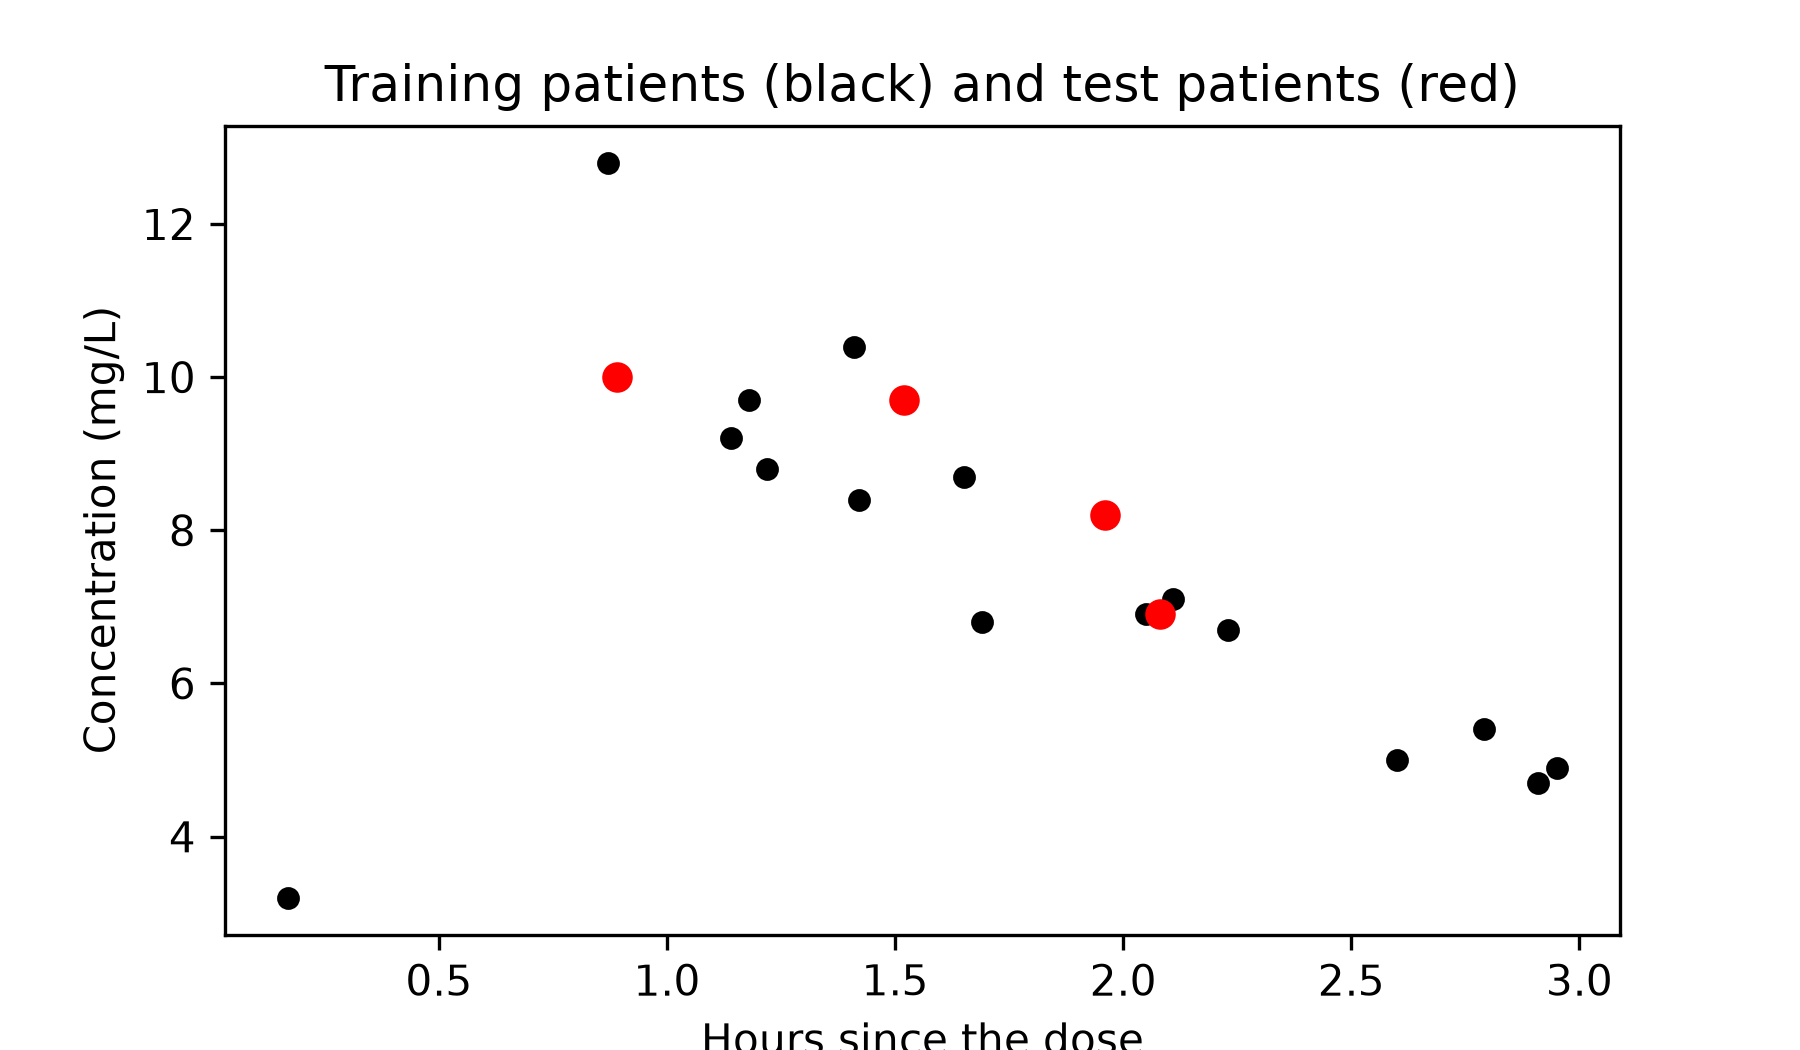 Training patients (black) and test patients (red)
Concentration (mg/L)
12
10
8
6
4
0.5 1.0 1.5 2.0 2.5 3.0
Hours since the dose